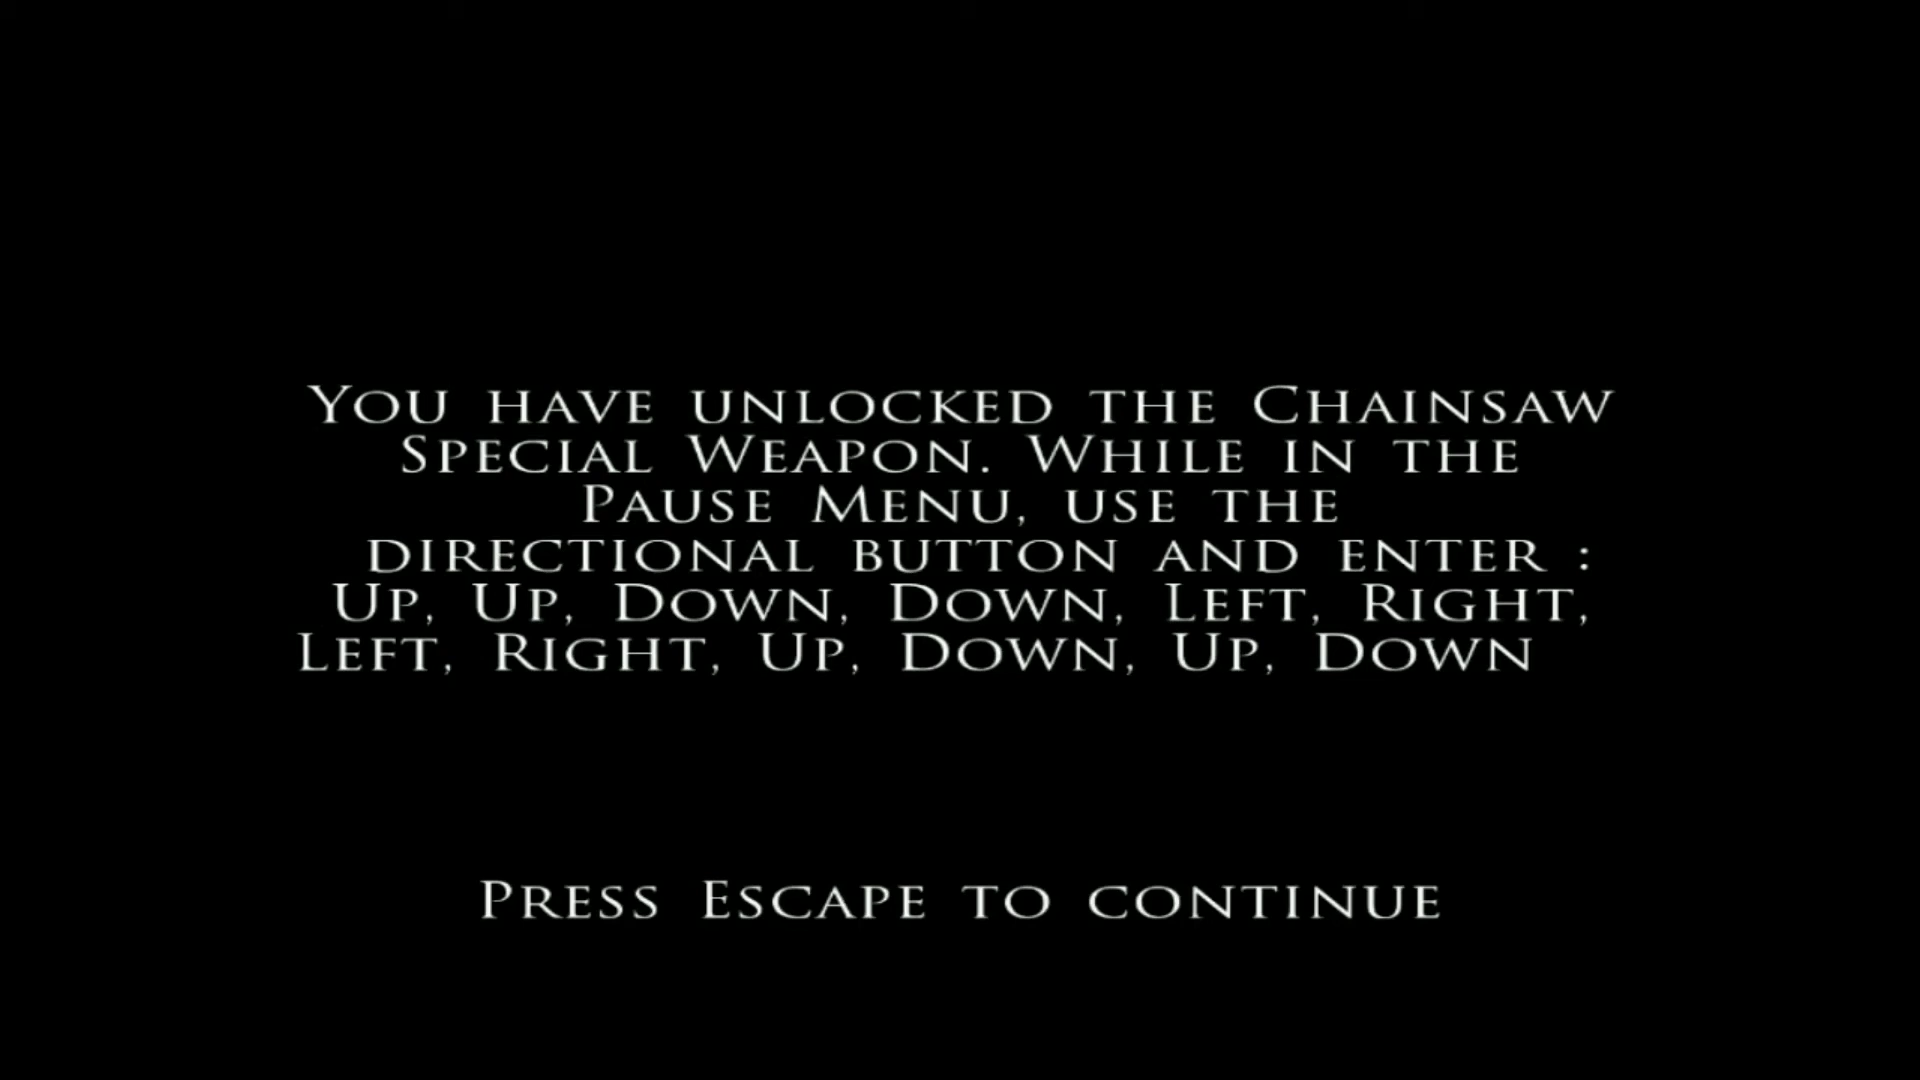 You have unlocked the Chainsaw
Special Weapon. While in the
Pause Menu, use the
directional button and enter :
Up, Up, Down, Down, Left, Right,
Left, Right, Up, Down, Up, Down
Press Escape to continue